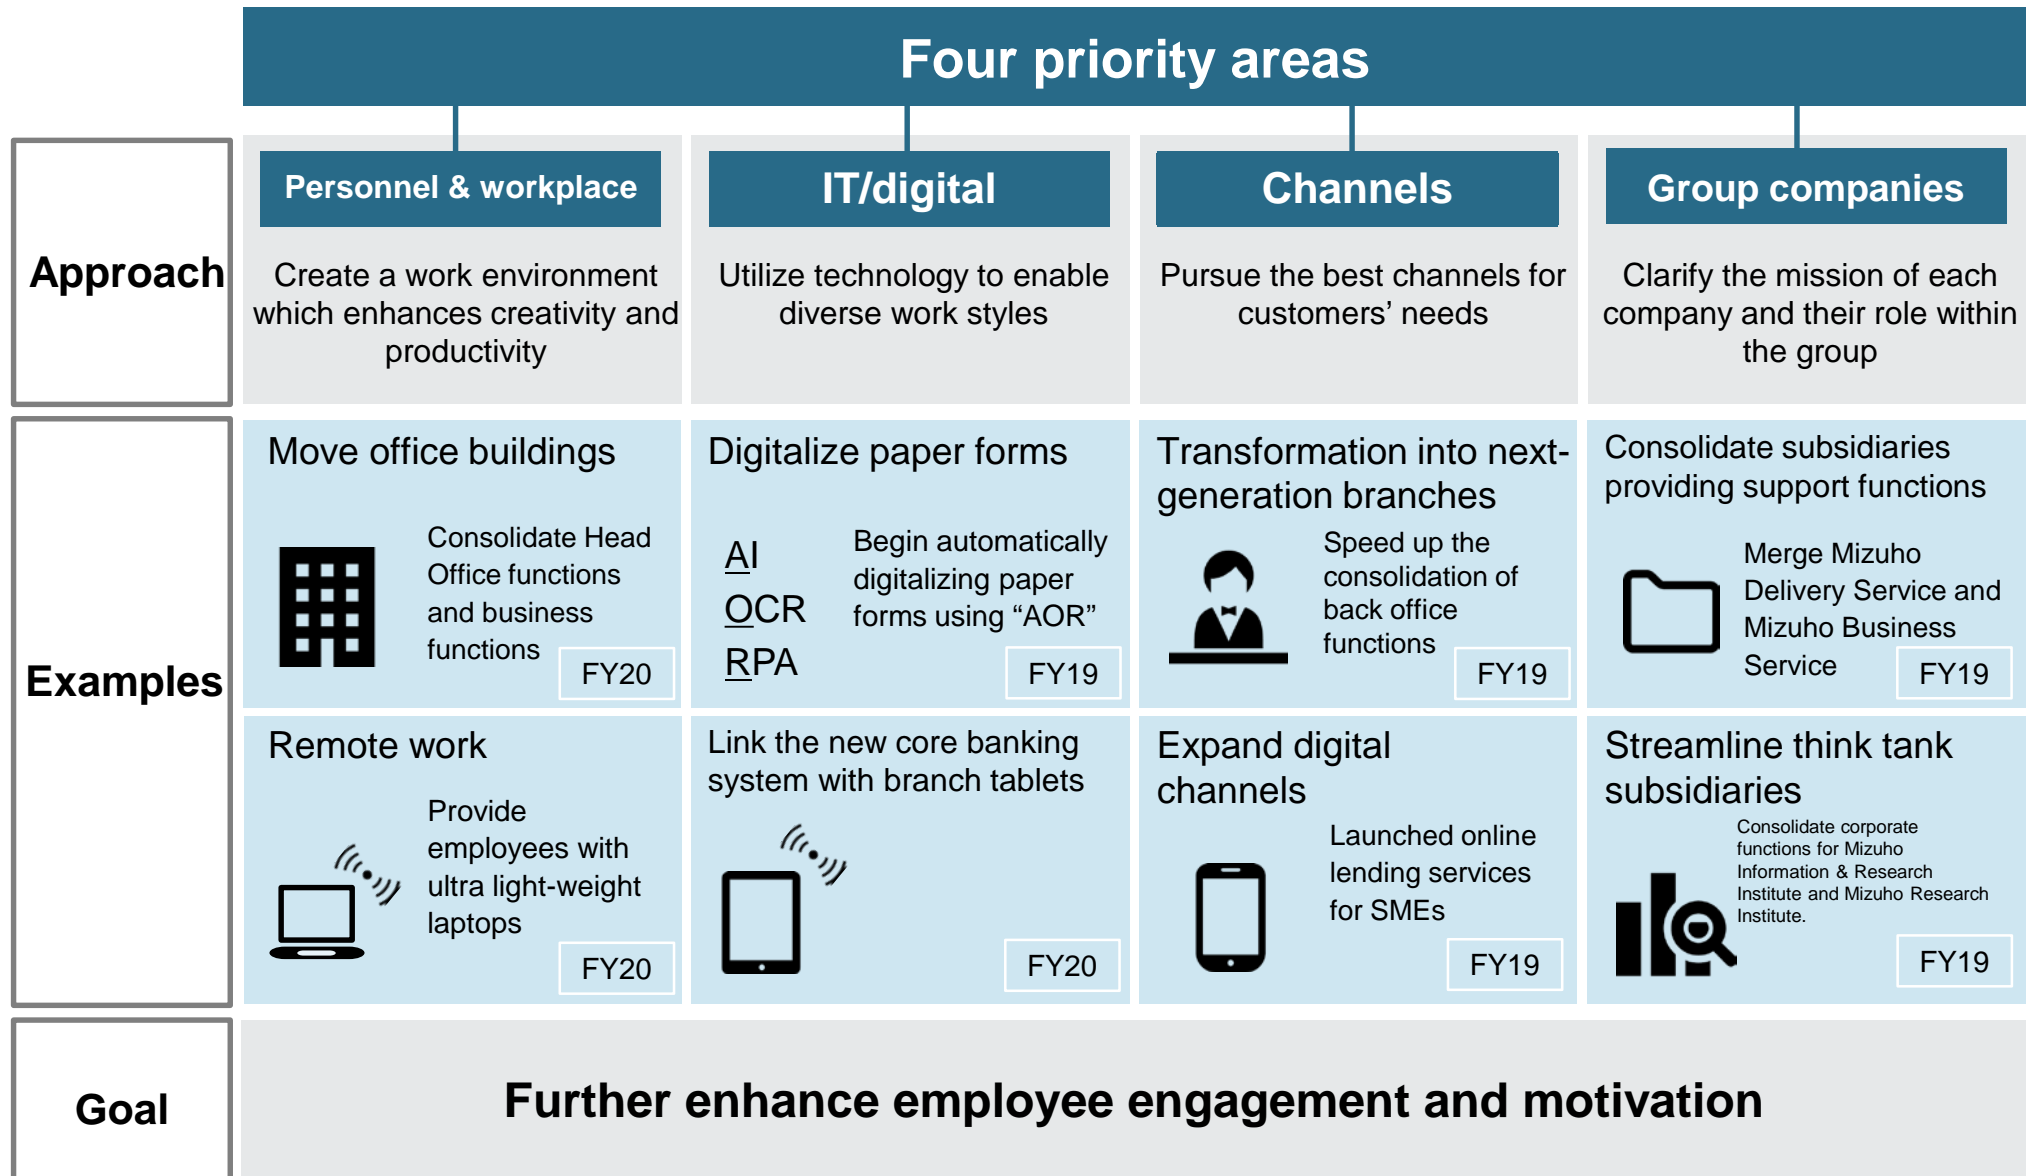 Four priority areas
Approach
Personnel & workplace
Create a work environment
which enhances creativity and
productivity
IT/digital
Utilize technology to enable
diverse work styles
Channels
Pursue the best channels for
customers’ needs
Group companies
Clarify the mission of each
company and their role within
the group
Examples
Move office buildings
Consolidate Head
Office functions
and business
functions
FY20
Digitalize paper forms
AI
OCR
RPA
Begin automatically
digitalizing paper
forms using “AOR”
FY19
Transformation into next-
generation branches
Speed up the
consolidation of
back office
functions
FY19
Consolidate subsidiaries
providing support functions
Merge Mizuho
Delivery Service and
Mizuho Business
Service
FY19
Remote work
Provide
employees with
ultra light-weight
laptops
FY20
Link the new core banking
system with branch tablets
FY20
Expand digital
channels
Launched online
lending services
for SMEs
FY19
Streamline think tank
subsidiaries
Consolidate corporate
functions for Mizuho
Information & Research
Institute and Mizuho Research
Institute.
FY19
Goal
Further enhance employee engagement and motivation